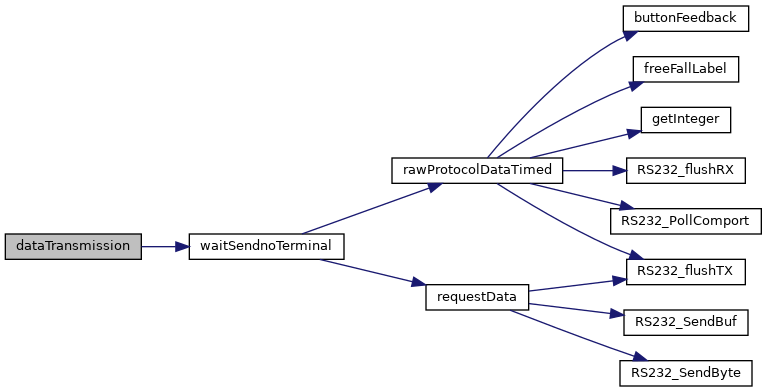 buttonFeedback
freeFallLabel
getInteger
rawProtocolDataTimed
RS232_flushRX
RS232_PollComport
dataTransmission
waitSendnoTerminal
RS232_flushTX
requestData
RS232_SendBuf
RS232_SendByte